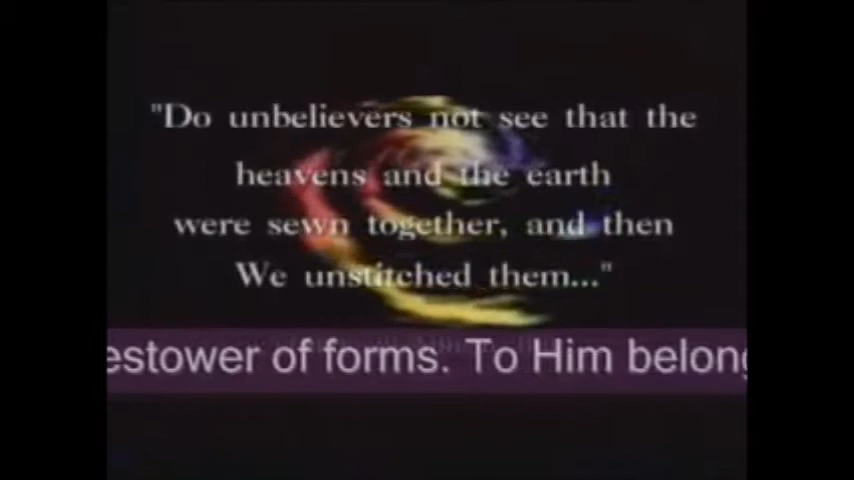 "Do unbelievers not see that the
heavens and the earth
were sewn together, and then
We unstitched them..."
estower of forms. To Him belong